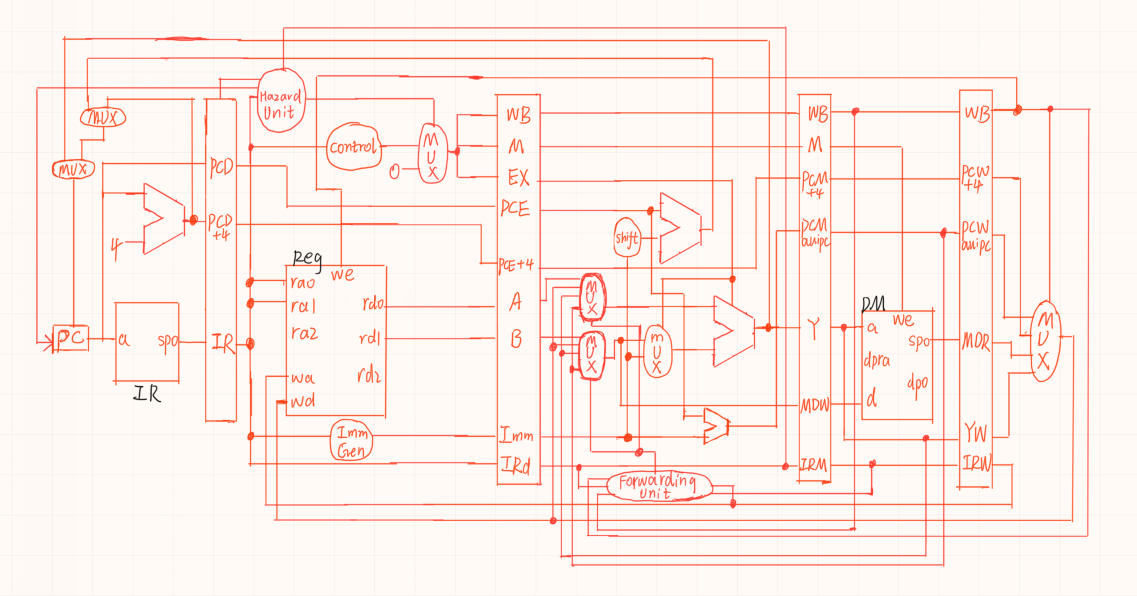 MUX
MUX
4
PC
a
spo
IR
PCD
PCD
+4
IR
Hazard
Unit
Control
0
MUX
Reg
we
ra0
ra1
ra2
wa
wd
rd0
rd1
rd2
Imm
Gen
WB
M
EX
PCE
PCE+4
A
B
Imm
IRd
shift
MUX
MUX
MUX
Forwarding
Unit
WB
M
PCM
+4
PCM
auipc
Y
MDW
IRM
DM
we
a
spo
dpra
dpo
d
WB
PCW
+4
PCW
auipc
MDR
YW
IRW
MUX